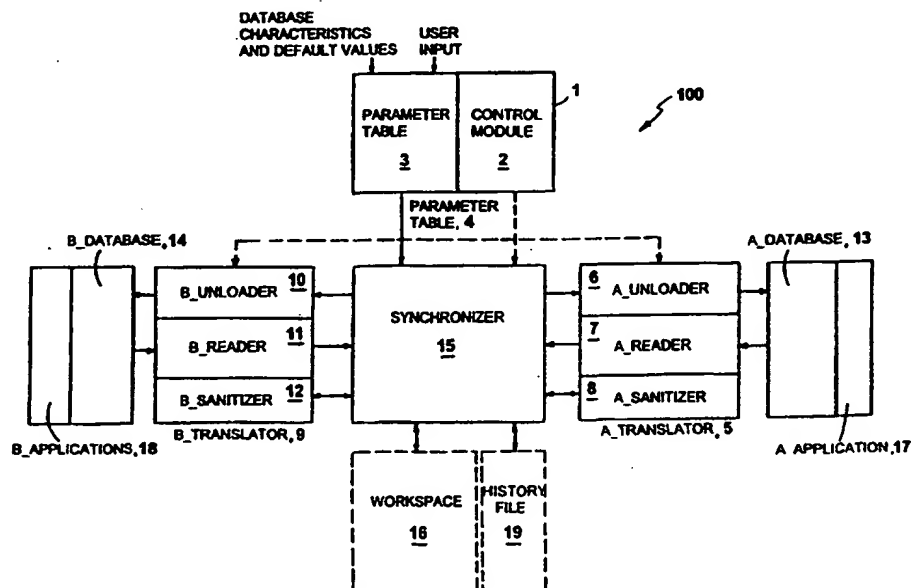 DATABASE
CHARACTERISTICS
AND DEFAULT VALUES
USER
INPUT
1
100
PARAMETER
TABLE
3
CONTROL
MODULE
2
PARAMETER
TABLE, 4
B_DATABASE, 14
A_DATABASE, 13
B_UNLOADER 10
B_READER 11
B_SANITIZER 12
SYNCHRONIZER
15
6 A_UNLOADER
7 A_READER
8 A_SANITIZER
B_APPLICATIONS, 18
B_TRANSLATOR, 9
A_TRANSLATOR, 5
A APPLICATION, 17
WORKSPACE
16
HISTORY
FILE
19